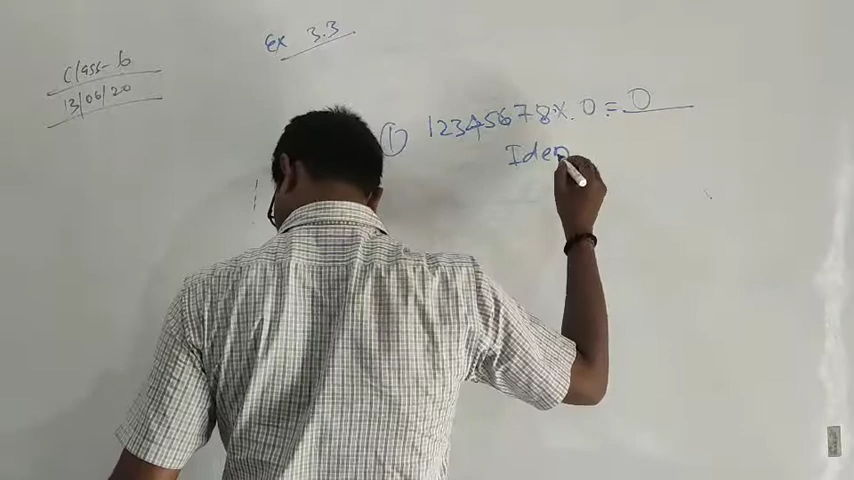 Class- 6
13/06/20
Ex 3.3
① 12345678 x 0 = 0
Iden